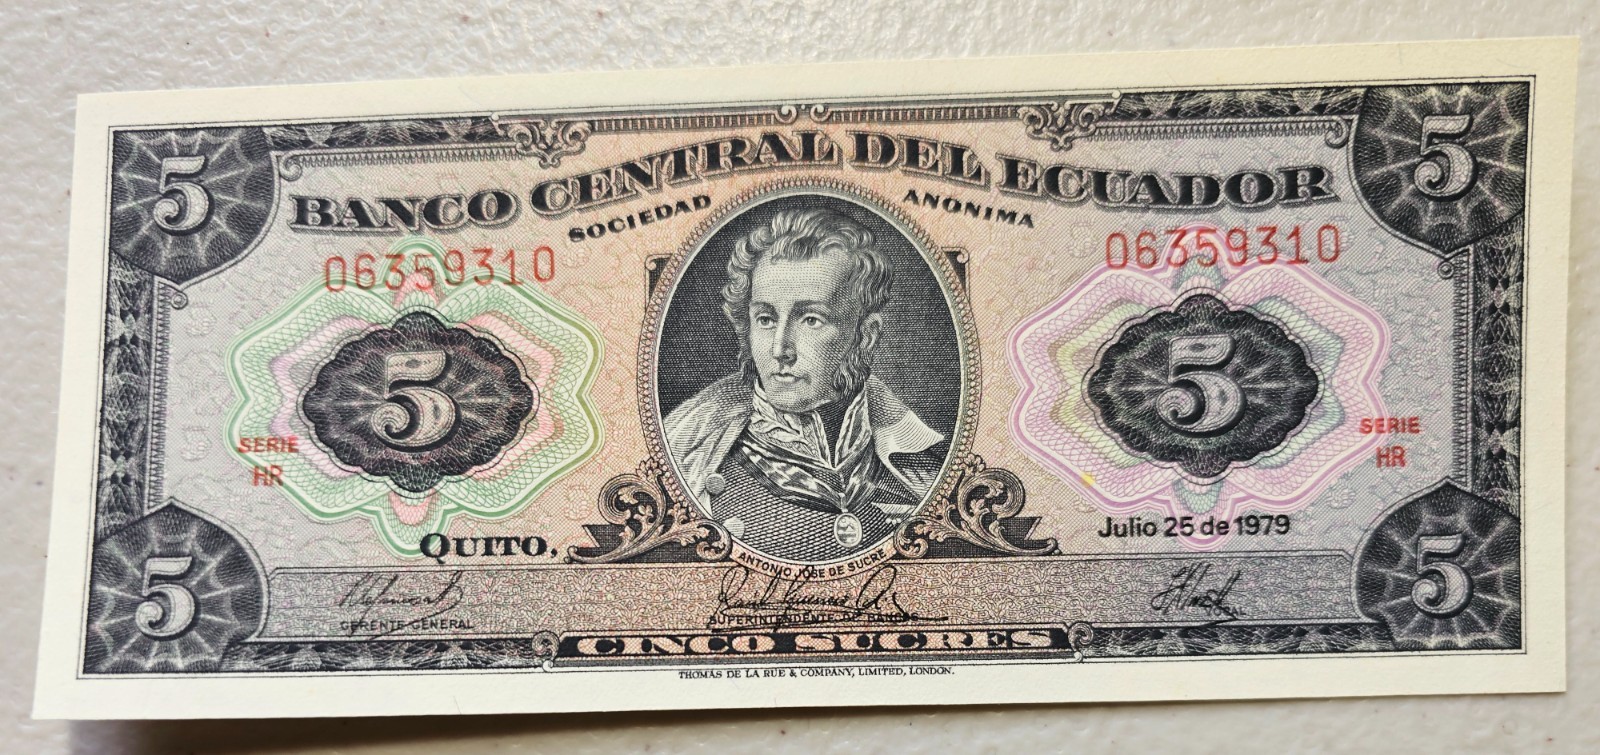 5 5
BANCO CENTRAL DEL ECUADOR
SOCIEDAD ANONIMA
06359310 06359310
5 5
SERIE HR SERIE HR
Julio 25 de 1979
QUITO,
ANTONIO JOSE DE SUCRE
5 5
GERENTE GENERAL SUPERINTENDENTE DE BANCOS
CINCO SUCRES
THOMAS DE LA RUE & COMPANY, LIMITED, LONDON.